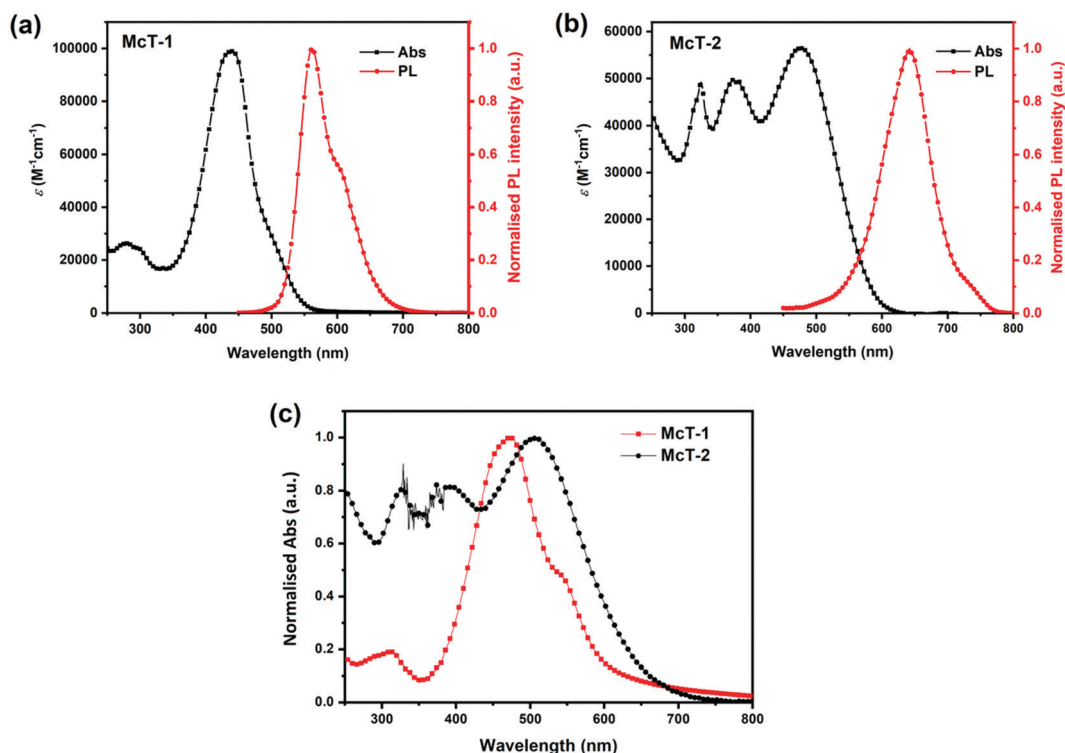 (a)
McT-1
Abs
PL
100000
80000
60000
40000
20000
0
ε (M⁻¹cm⁻¹)
1.0
0.8
0.6
0.4
0.2
0.0
Normalised PL intensity (a.u.)
300 400 500 600 700 800
Wavelength (nm)
(b)
McT-2
Abs
PL
60000
50000
40000
30000
20000
10000
0
ε (M⁻¹cm⁻¹)
1.0
0.8
0.6
0.4
0.2
0.0
Normalised PL intensity (a.u.)
300 400 500 600 700 800
Wavelength (nm)
(c)
McT-1
McT-2
1.0
0.8
0.6
0.4
0.2
0.0
Normalised Abs (a.u.)
300 400 500 600 700 800
Wavelength (nm)